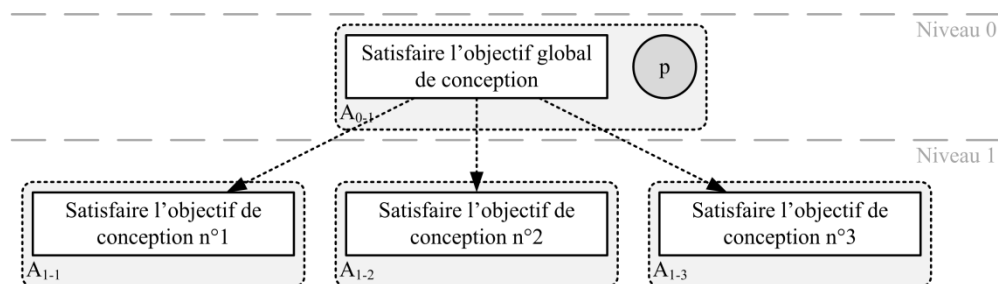 Niveau 0
Satisfaire l’objectif global
de conception
p
A0-1
Niveau 1
Satisfaire l’objectif de
conception n°1
A1-1
Satisfaire l’objectif de
conception n°2
A1-2
Satisfaire l’objectif de
conception n°3
A1-3